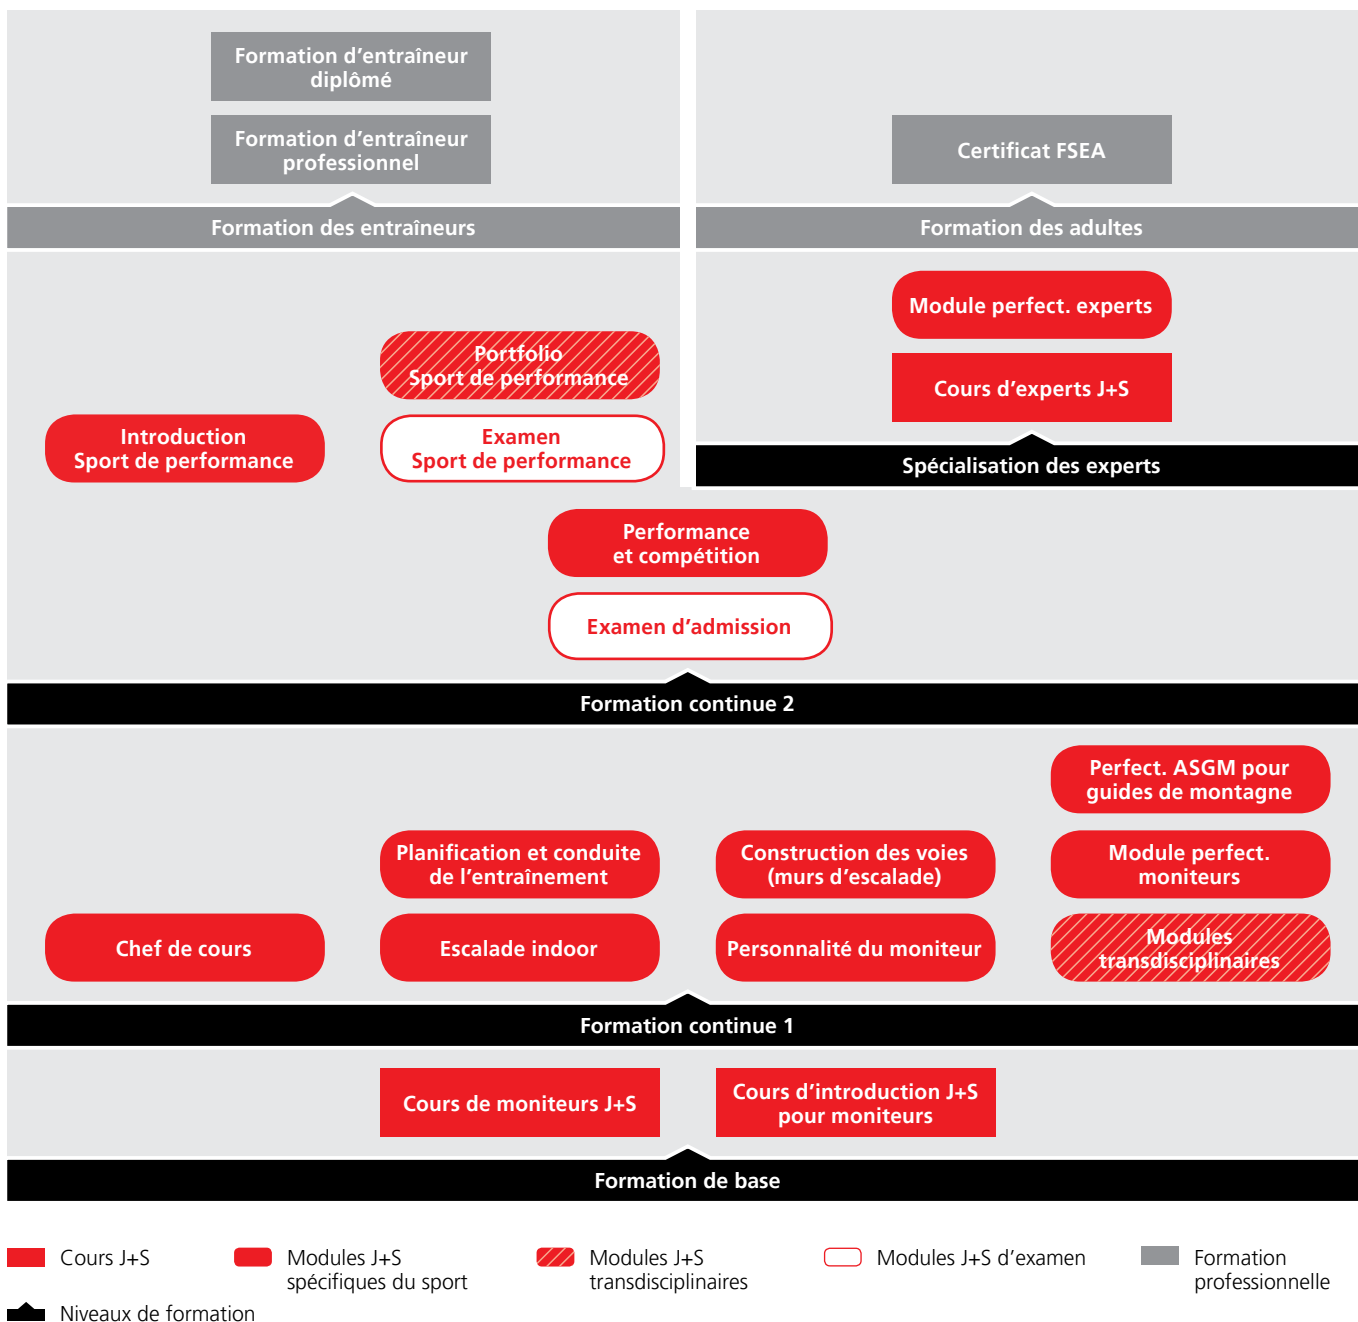 Formation d’entraîneur
diplômé
Formation d’entraîneur
professionnel
Certificat FSEA
Formation des entraîneurs
Formation des adultes
Module perfect. experts
Portfolio
Sport de performance
Cours d’experts J+S
Introduction
Sport de performance
Examen
Sport de performance
Spécialisation des experts
Performance
et compétition
Examen d’admission
Formation continue 2
Perfect. ASGM pour
guides de montagne
Planification et conduite
de l’entraînement
Construction des voies
(murs d’escalade)
Module perfect.
moniteurs
Chef de cours
Escalade indoor
Personnalité du moniteur
Modules
transdisciplinaires
Formation continue 1
Cours de moniteurs J+S
Cours d’introduction J+S
pour moniteurs
Formation de base
Cours J+S
Modules J+S
spécifiques du sport
Modules J+S
transdisciplinaires
Modules J+S d’examen
Formation
professionnelle
Niveaux de formation